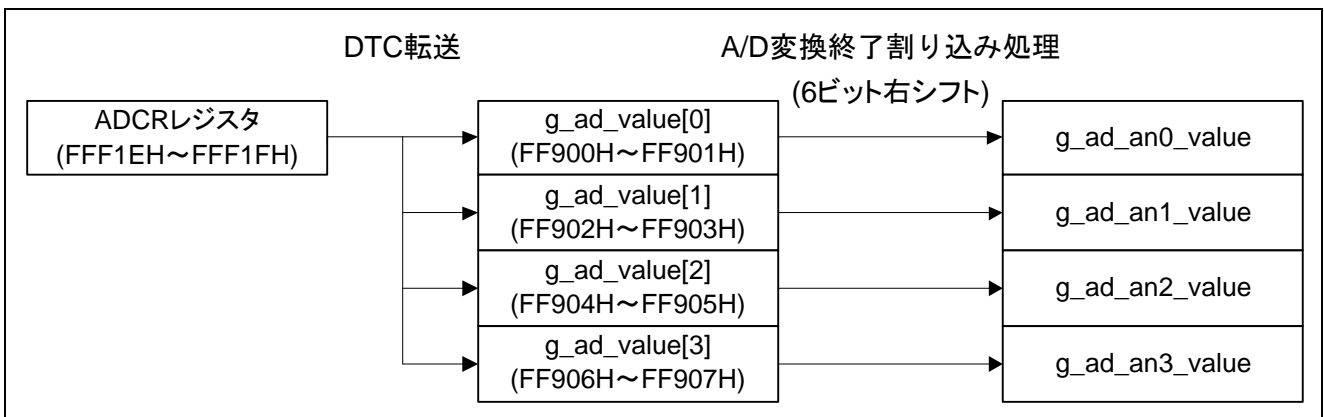 DTC転送
A/D変換終了割り込み処理
(6ビット右シフト)
ADCRレジスタ
(FFF1EH～FFF1FH)
g_ad_value[0]
(FF900H～FF901H)
g_ad_an0_value
g_ad_value[1]
(FF902H～FF903H)
g_ad_an1_value
g_ad_value[2]
(FF904H～FF905H)
g_ad_an2_value
g_ad_value[3]
(FF906H～FF907H)
g_ad_an3_value